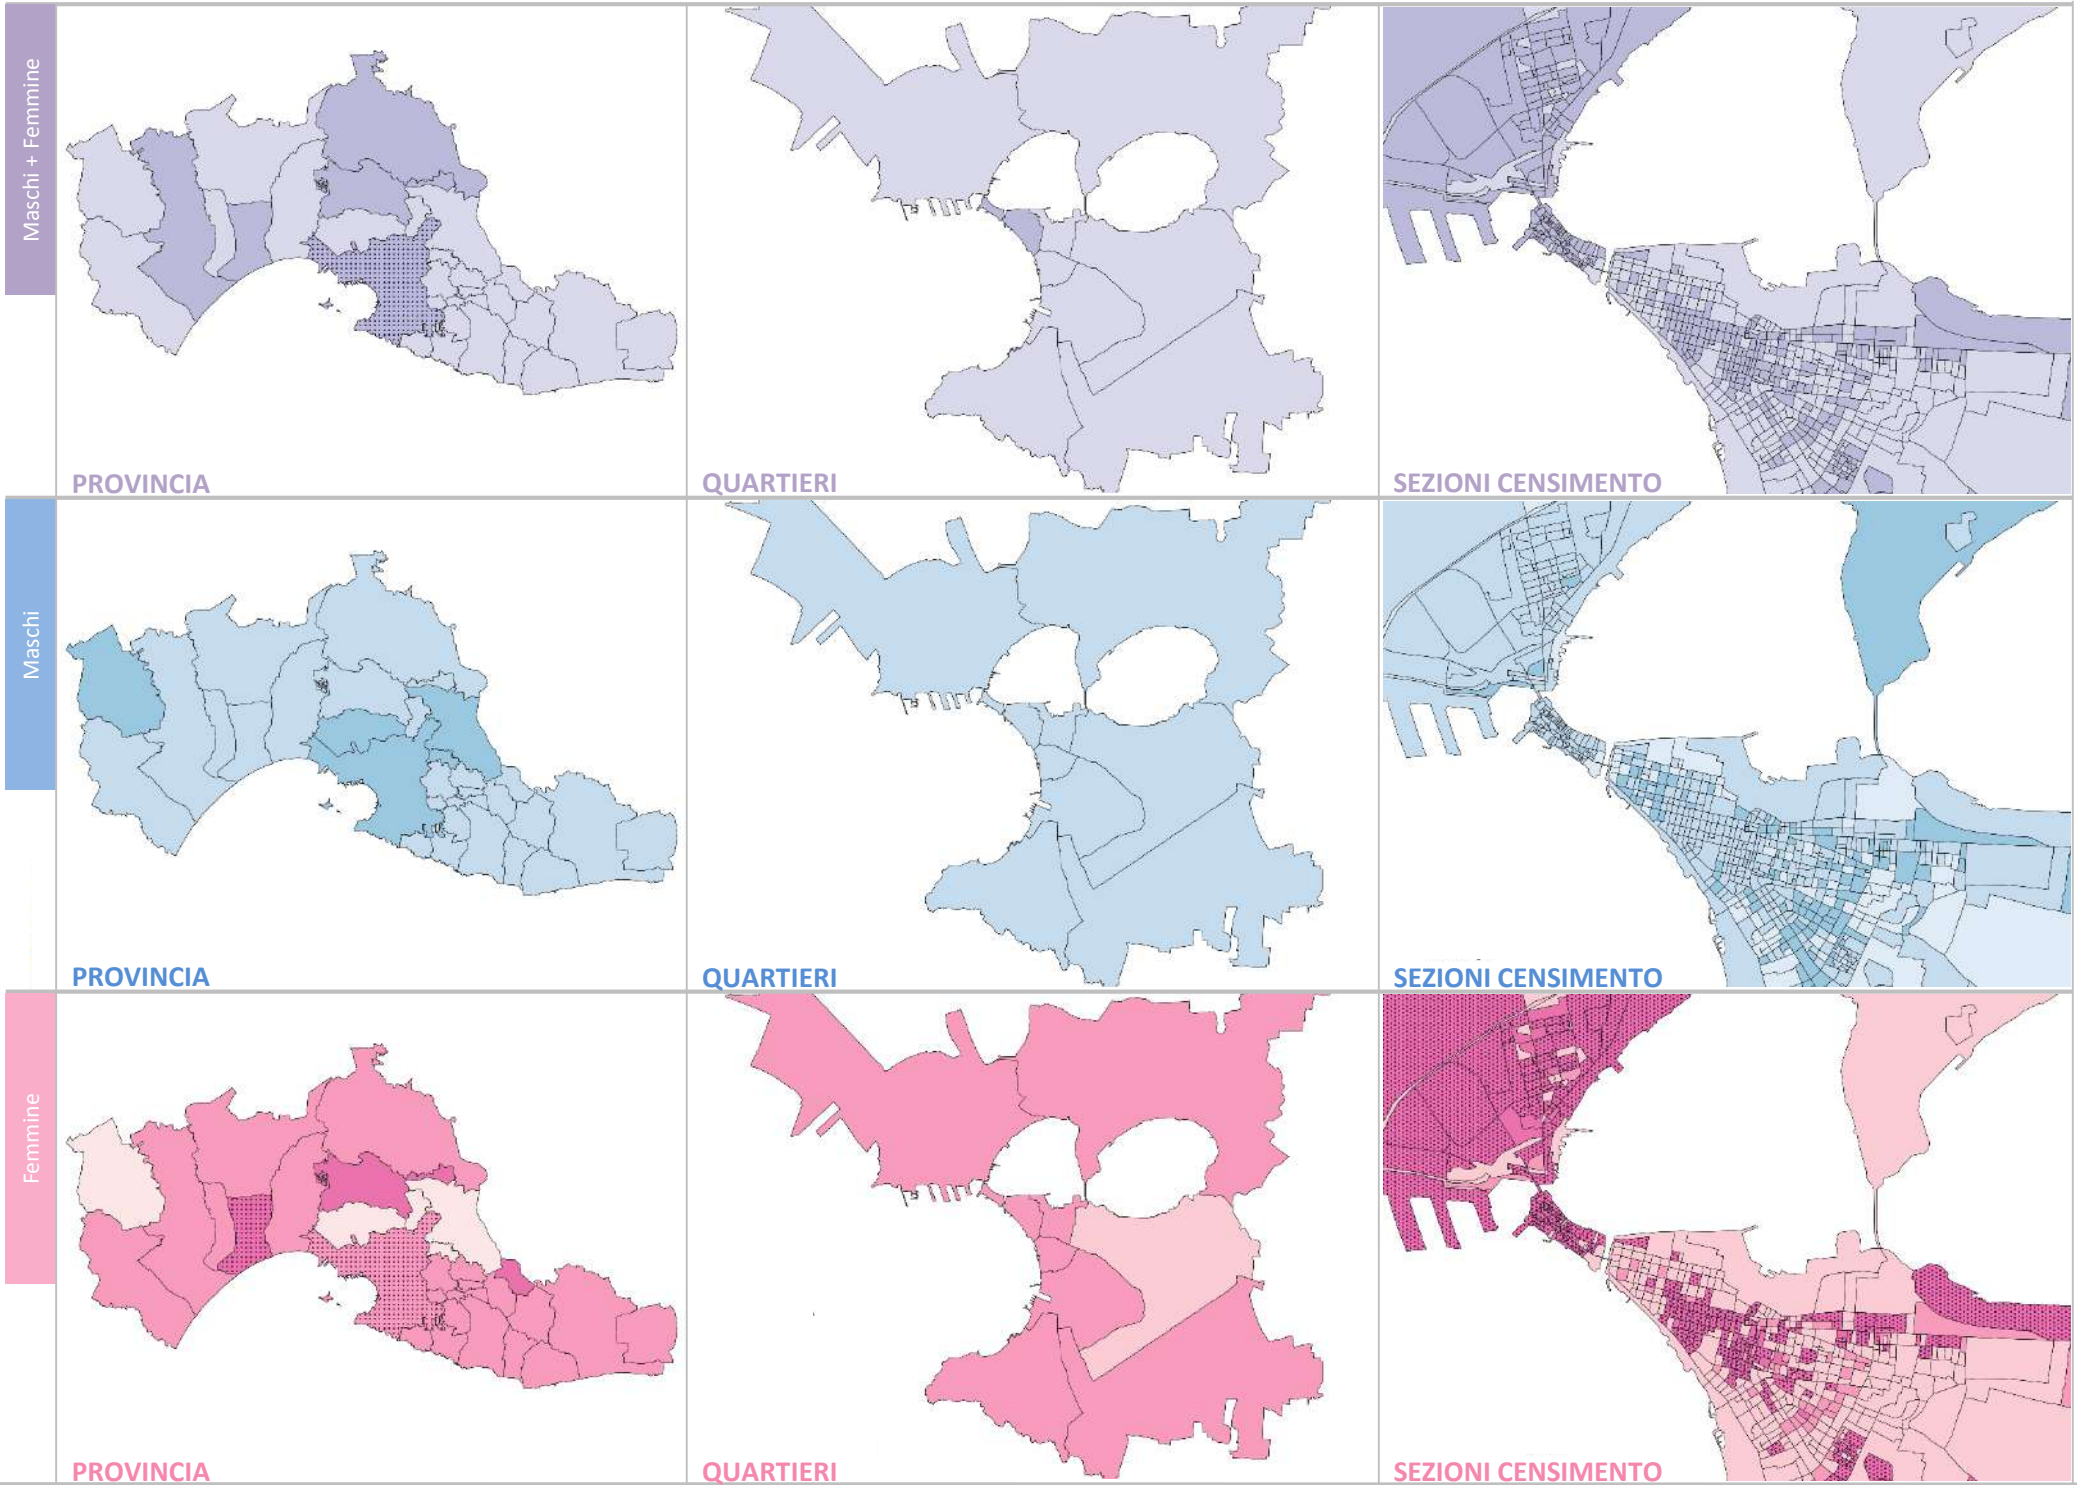 Maschi + Femmine
PROVINCIA
QUARTIERI
SEZIONI CENSIMENTO
Maschi
PROVINCIA
QUARTIERI
SEZIONI CENSIMENTO
Femmine
PROVINCIA
QUARTIERI
SEZIONI CENSIMENTO